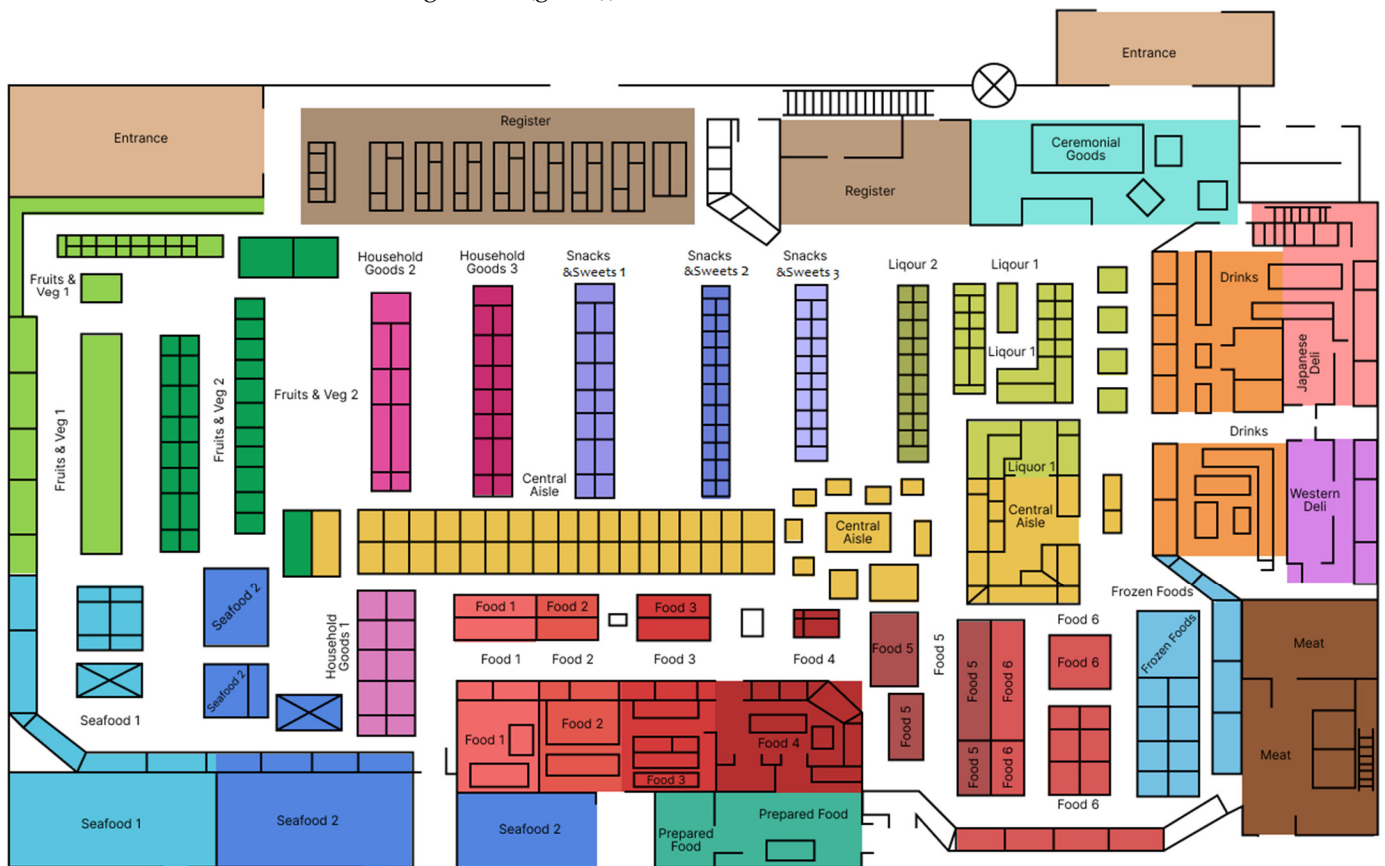 Entrance
Entrance
Register
Register
Ceremonial
Goods
Household
Goods 2
Household
Goods 3
Snacks
&Sweets 1
Snacks
&Sweets 2
Snacks
&Sweets 3
Liqour 2
Liqour 1
Drinks
Fruits &
Veg 1
Japanese
Deli
Liqour 1
Fruits & Veg 2
Fruits & Veg 2
Fruits & Veg 1
Drinks
Liquor 1
Central
Aisle
Western
Deli
Central
Aisle
Central
Aisle
Frozen Foods
Seafood 2
Household
Goods 1
Food 1
Food 2
Food 3
Food 6
Food 5
Food 5
Frozen Foods
Meat
Food 1
Food 2
Food 3
Food 4
Food 6
Food 5
Food 6
Seafood 2
Seafood 1
Food 5
Food 1
Food 2
Food 4
Meat
Food 3
Food 5
Food 6
Food 6
Seafood 1
Seafood 2
Seafood 2
Prepared
Food
Prepared Food